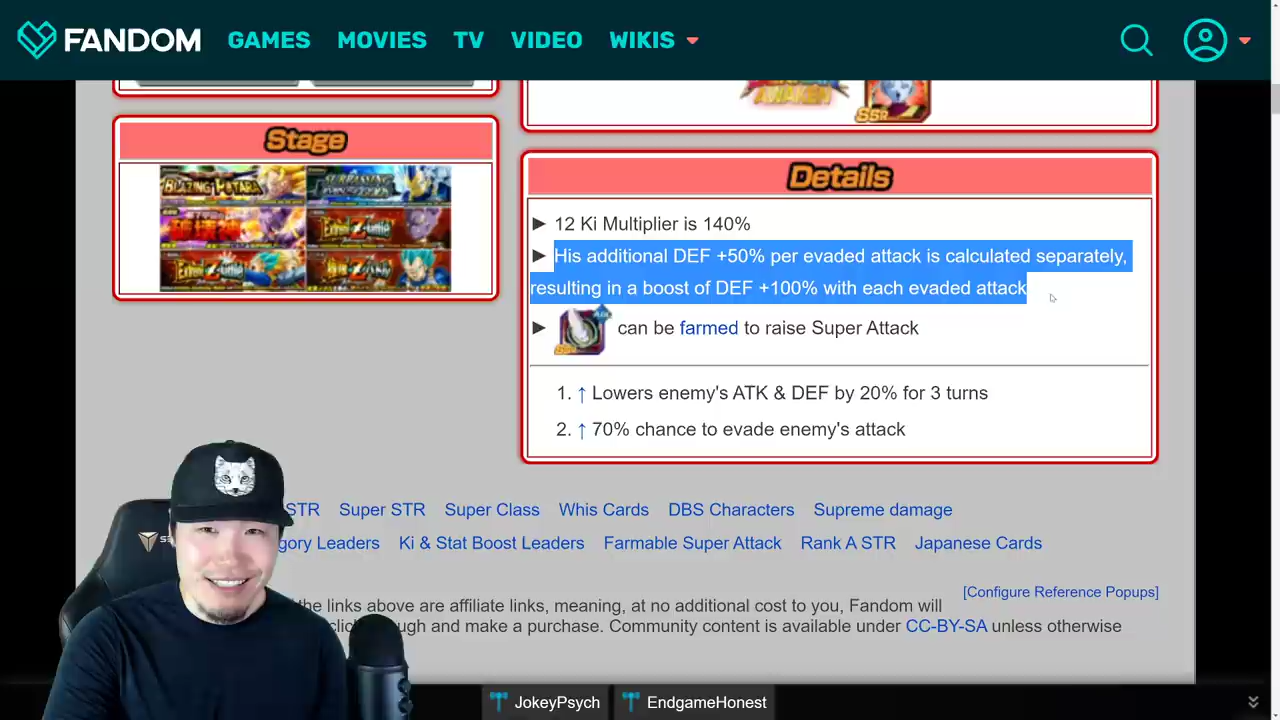 FANDOM GAMES MOVIES TV VIDEO WIKIS
SSR
Stage
Details
BLAZING POTARA
► 12 Ki Multiplier is 140%
► His additional DEF +50% per evaded attack is calculated separately,
resulting in a boost of DEF +100% with each evaded attack
► can be farmed to raise Super Attack
1. ↑ Lowers enemy's ATK & DEF by 20% for 3 turns
2. ↑ 70% chance to evade enemy's attack
STR Super STR Super Class Whis Cards DBS Characters Supreme damage
gory Leaders Ki & Stat Boost Leaders Farmable Super Attack Rank A STR Japanese Cards
[Configure Reference Popups]
the links above are affiliate links, meaning, at no additional cost to you, Fandom will
ugh and make a purchase. Community content is available under CC-BY-SA unless otherwise
JokeyPsych EndgameHonest